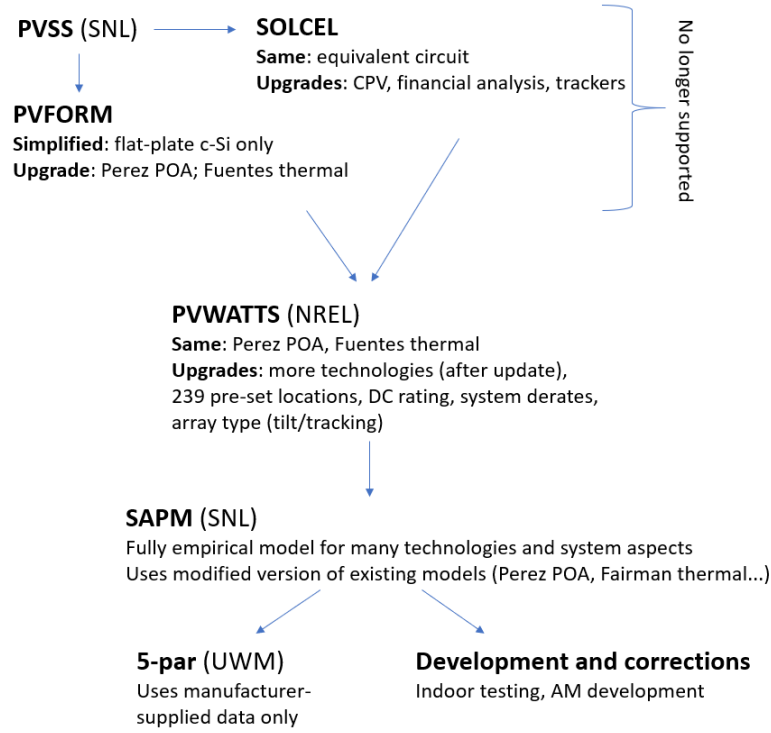 PVSS (SNL)
SOLCEL
Same: equivalent circuit
Upgrades: CPV, financial analysis, trackers
No longer supported
PVFORM
Simplified: flat-plate c-Si only
Upgrade: Perez POA; Fuentes thermal
PVWATTS (NREL)
Same: Perez POA, Fuentes thermal
Upgrades: more technologies (after update),
239 pre-set locations, DC rating, system derates,
array type (tilt/tracking)
SAPM (SNL)
Fully empirical model for many technologies and system aspects
Uses modified version of existing models (Perez POA, Fairman thermal...)
5-par (UWM)
Uses manufacturer-
supplied data only
Development and corrections
Indoor testing, AM development